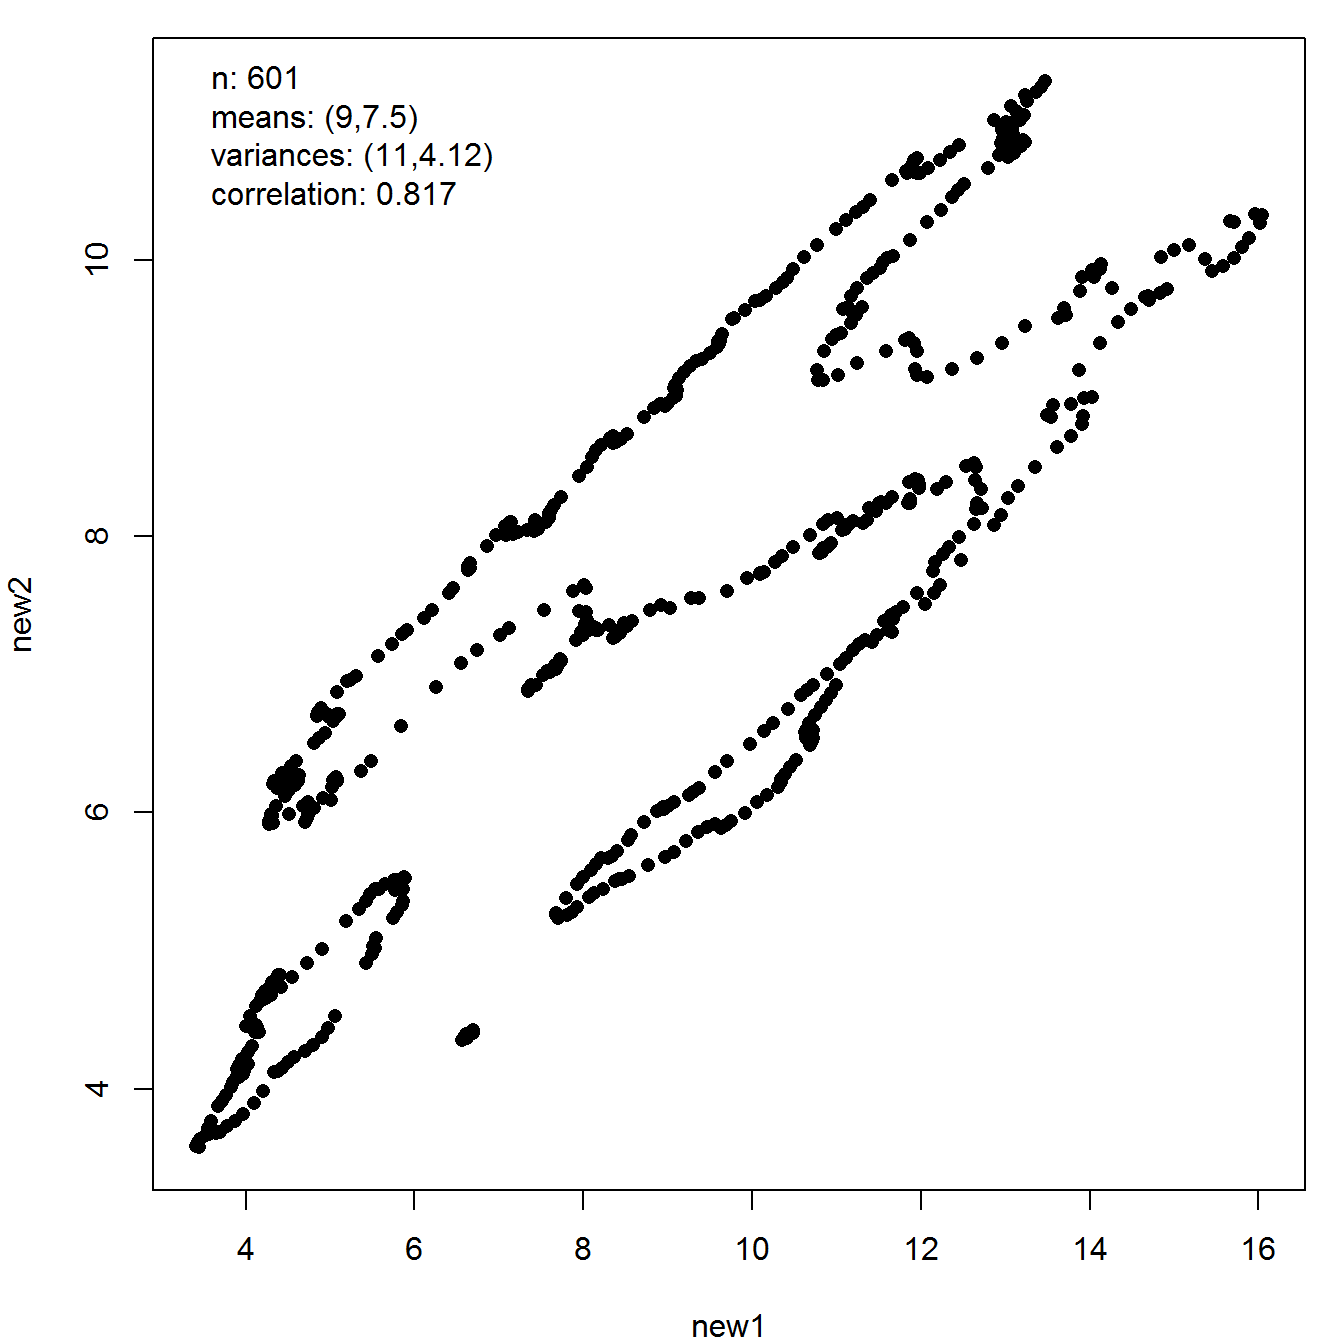 n: 601
means: (9,7.5)
variances: (11,4.12)
correlation: 0.817
10
8
6
4
new2
4 6 8 10 12 14 16
new1